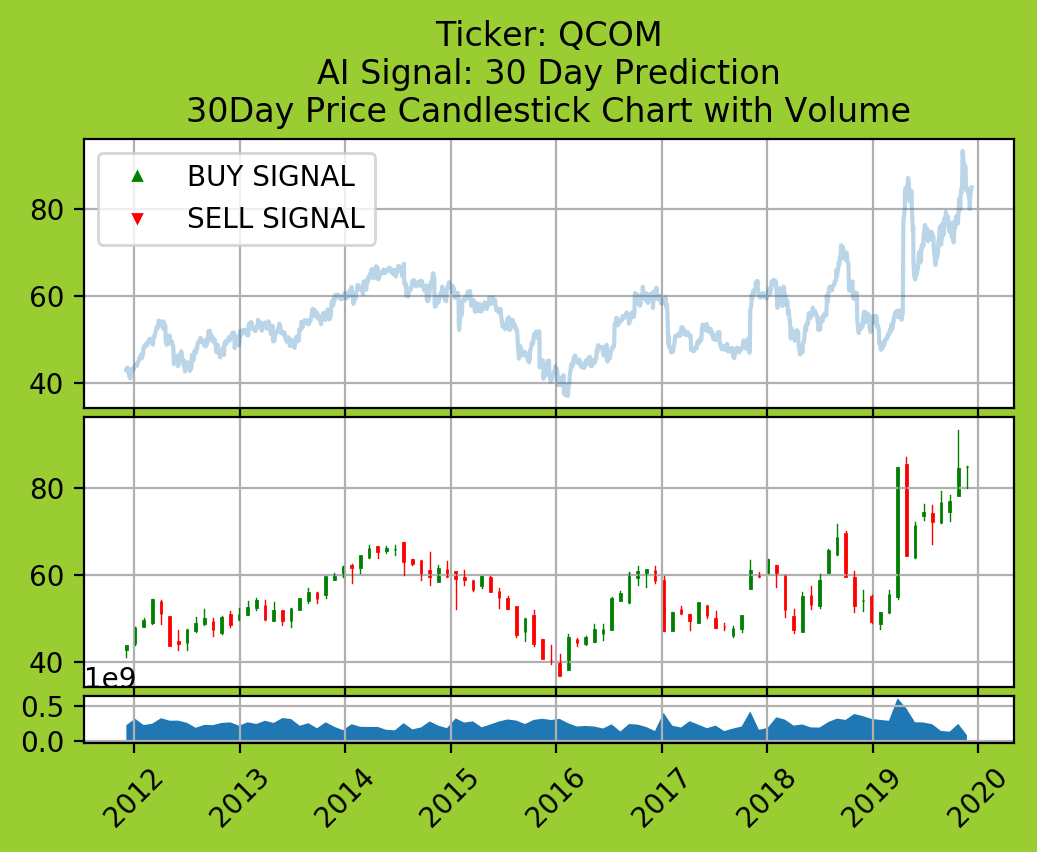 Ticker: QCOM
AI Signal: 30 Day Prediction
30Day Price Candlestick Chart with Volume
BUY SIGNAL
SELL SIGNAL
80
60
40
80
60
40
1e9
0.5
0.0
2012
2013
2014
2015
2016
2017
2018
2019
2020